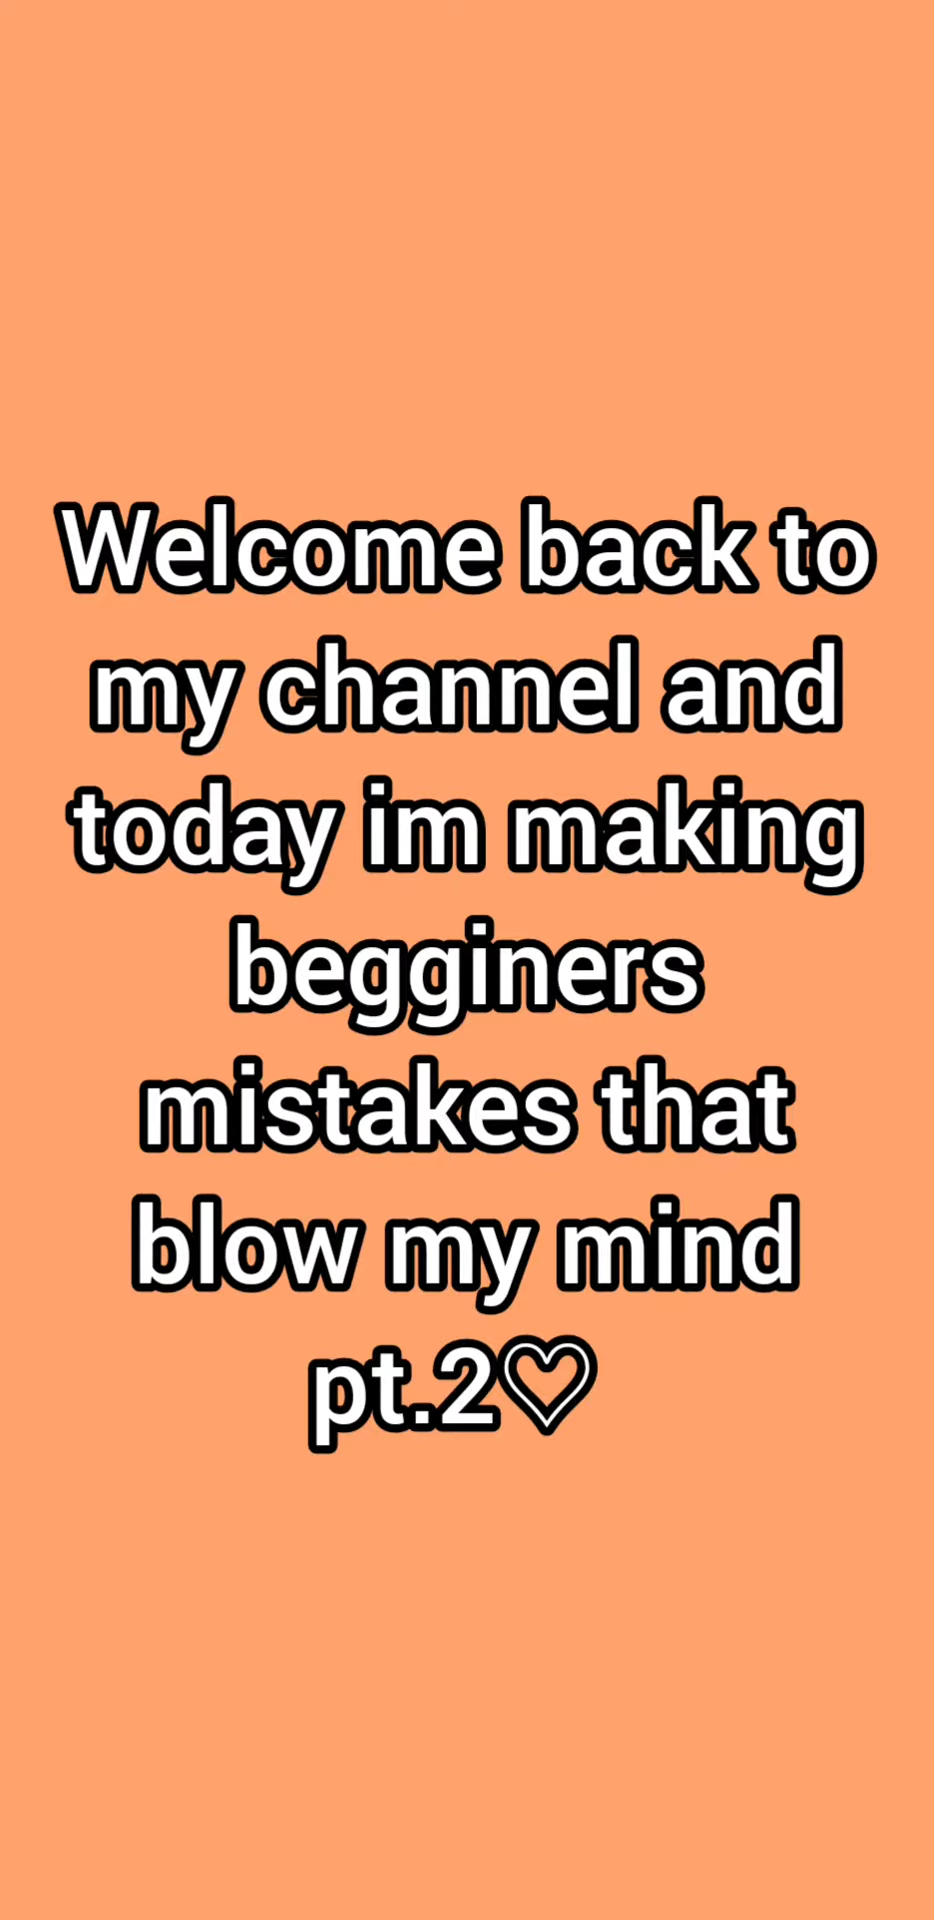 Welcome back to
my channel and
today im making
begginers
mistakes that
blow my mind
pt.2♡